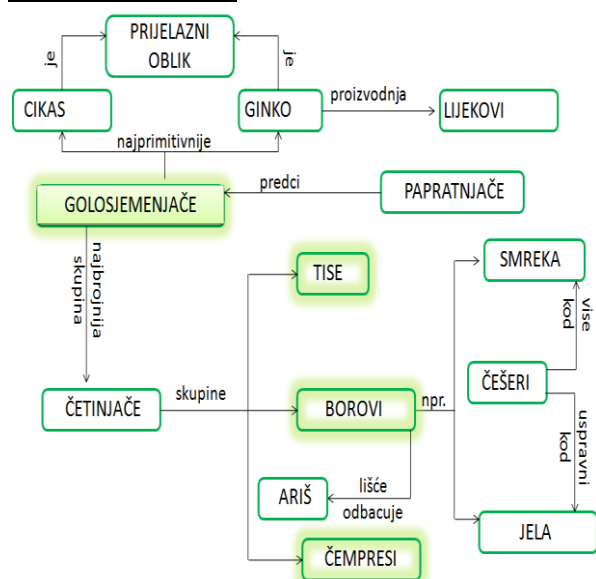 PRIJELAZNI
OBLIK
je
je
CIKAS
GINKO
proizvodnja
LIJEKOVI
najprimitivnije
GOLOSJEMENJAČE
predci
PAPRATNJAČE
najbrojnija
skupina
TISE
SMREKA
vise
kod
ČEŠERI
ČETINJAČE
skupine
BOROVI
npr.
uspravni
kod
ARIŠ
lišće
odbacuje
JELA
ČEMPRESI